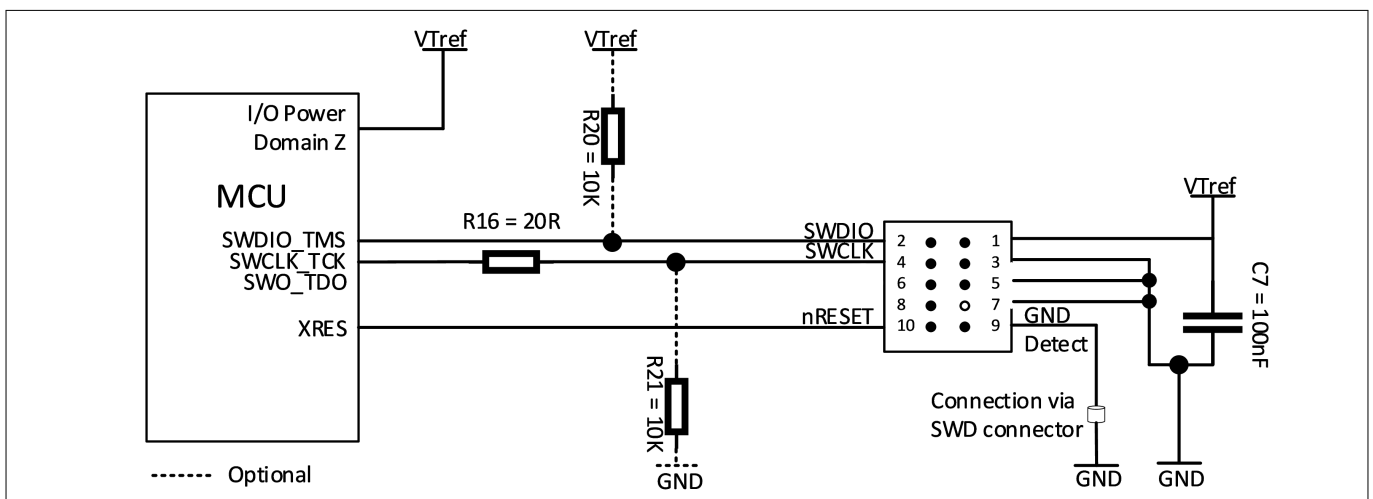 VTref
VTref
I/O Power
Domain Z
R20 = 10K
VTref
MCU
R16 = 20R
SWDIO_TMS
SWCLK_TCK
SWO_TDO
XRES
SWDIO
SWCLK
nRESET
2 1
4 3
6 5
8 7
10 9
GND
Detect
C7 = 100nF
R21 = 10K
Connection via
SWD connector
Optional
GND
GND
GND